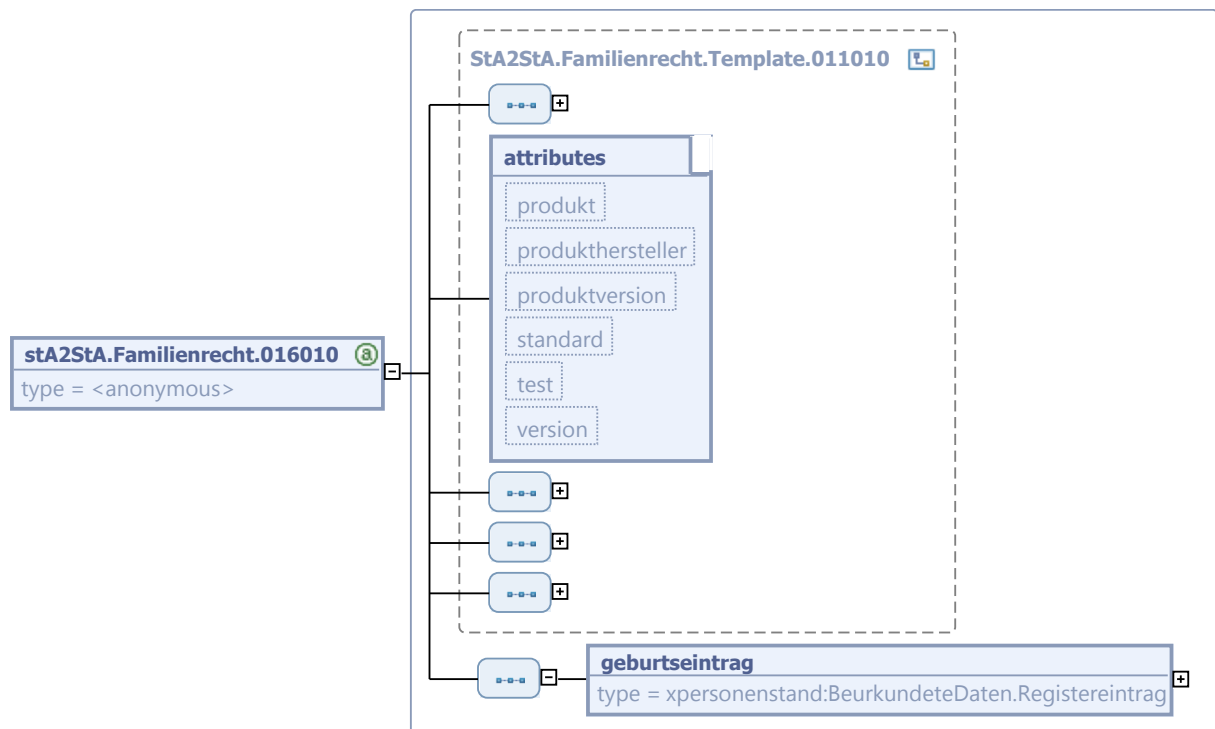 StA2StA.Familienrecht.Template.011010
attributes
produkt
produkthersteller
produktversion
standard
test
version
stA2StA.Familienrecht.016010 a
type = <anonymous>
geburtseintrag
type = xpersonenstand:BeurkundeteDaten.Registereintrag